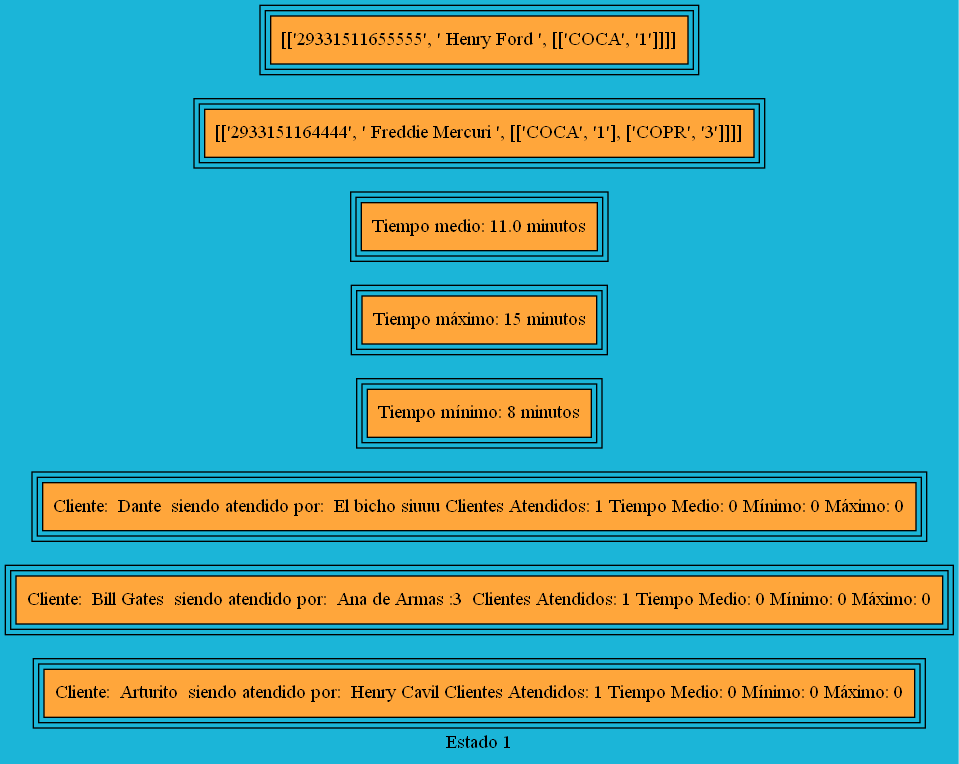 [['29331511655555', ' Henry Ford ', [['COCA', '1']]]]
[['2933151164444', ' Freddie Mercuri ', [['COCA', '1'], ['COPR', '3']]]]
Tiempo medio: 11.0 minutos
Tiempo máximo: 15 minutos
Tiempo mínimo: 8 minutos
Cliente:  Dante  siendo atendido por:  El bicho siuuu Clientes Atendidos: 1 Tiempo Medio: 0 Mínimo: 0 Máximo: 0
Cliente:  Bill Gates  siendo atendido por:  Ana de Armas :3  Clientes Atendidos: 1 Tiempo Medio: 0 Mínimo: 0 Máximo: 0
Cliente:  Arturito  siendo atendido por:  Henry Cavil Clientes Atendidos: 1 Tiempo Medio: 0 Mínimo: 0 Máximo: 0
Estado 1